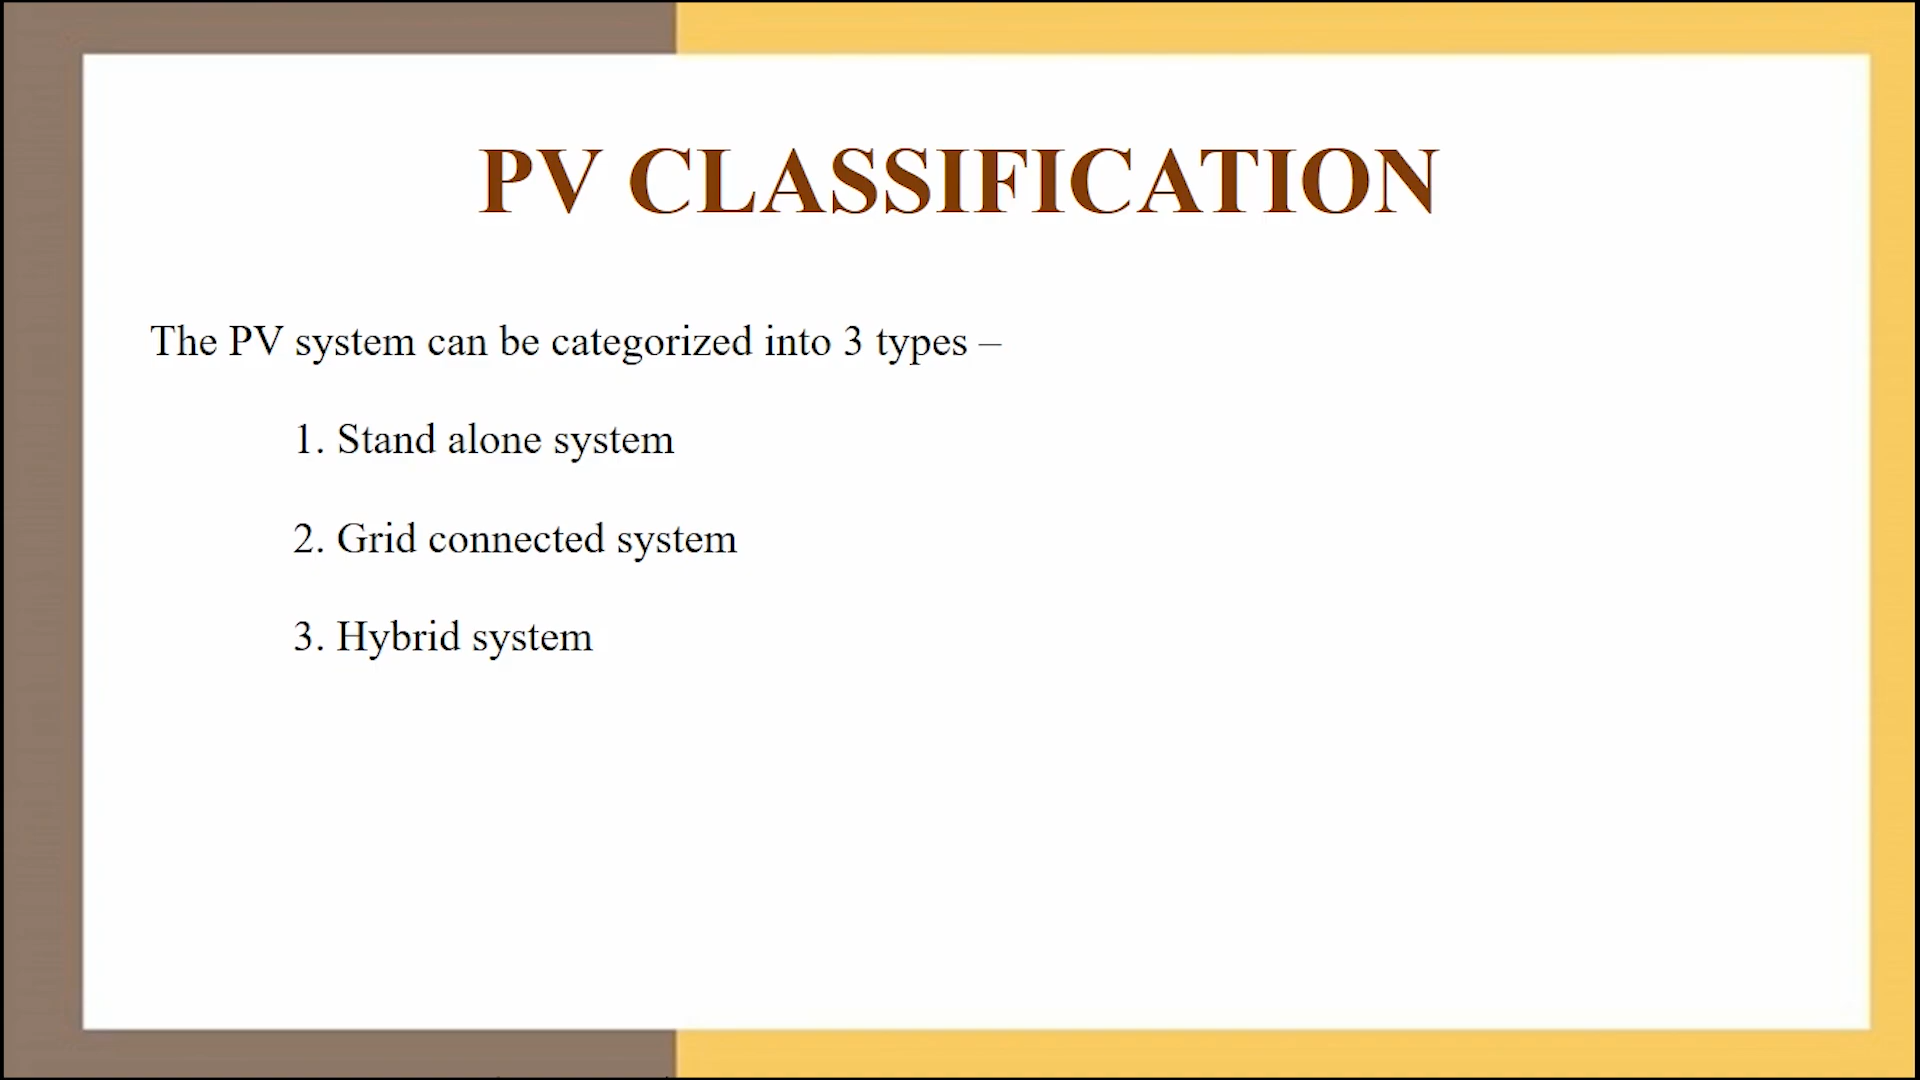 PV CLASSIFICATION
The PV system can be categorized into 3 types –
1. Stand alone system
2. Grid connected system
3. Hybrid system